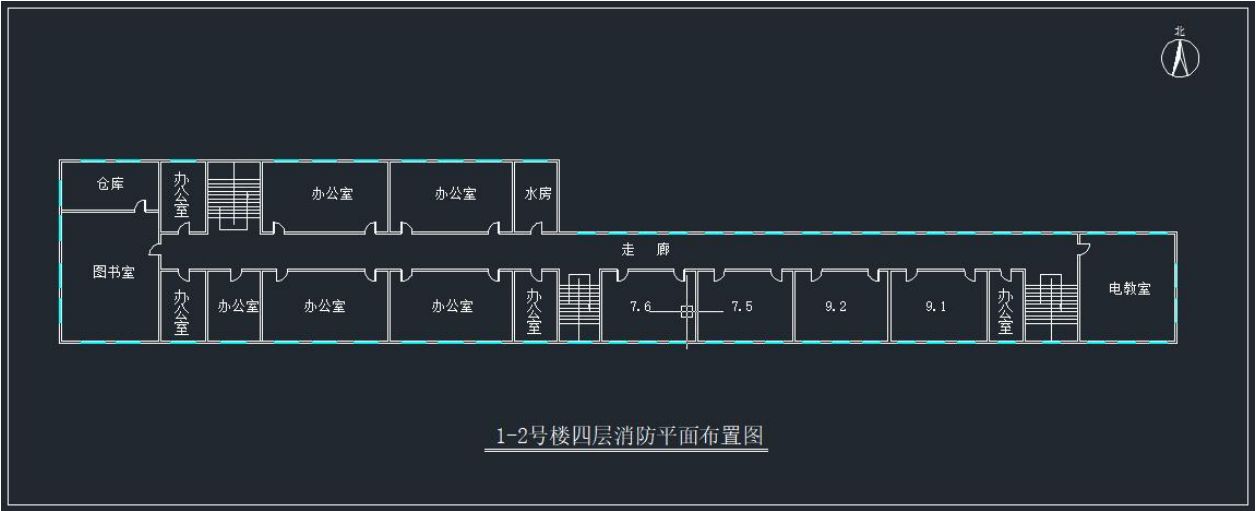 北
仓库
办公室
办公室
办公室
水房
走 廊
图书室
办公室
办公室
办公室
办公室
办公室
7.6
7.5
9.2
9.1
办公室
电教室
1-2号楼四层消防平面布置图